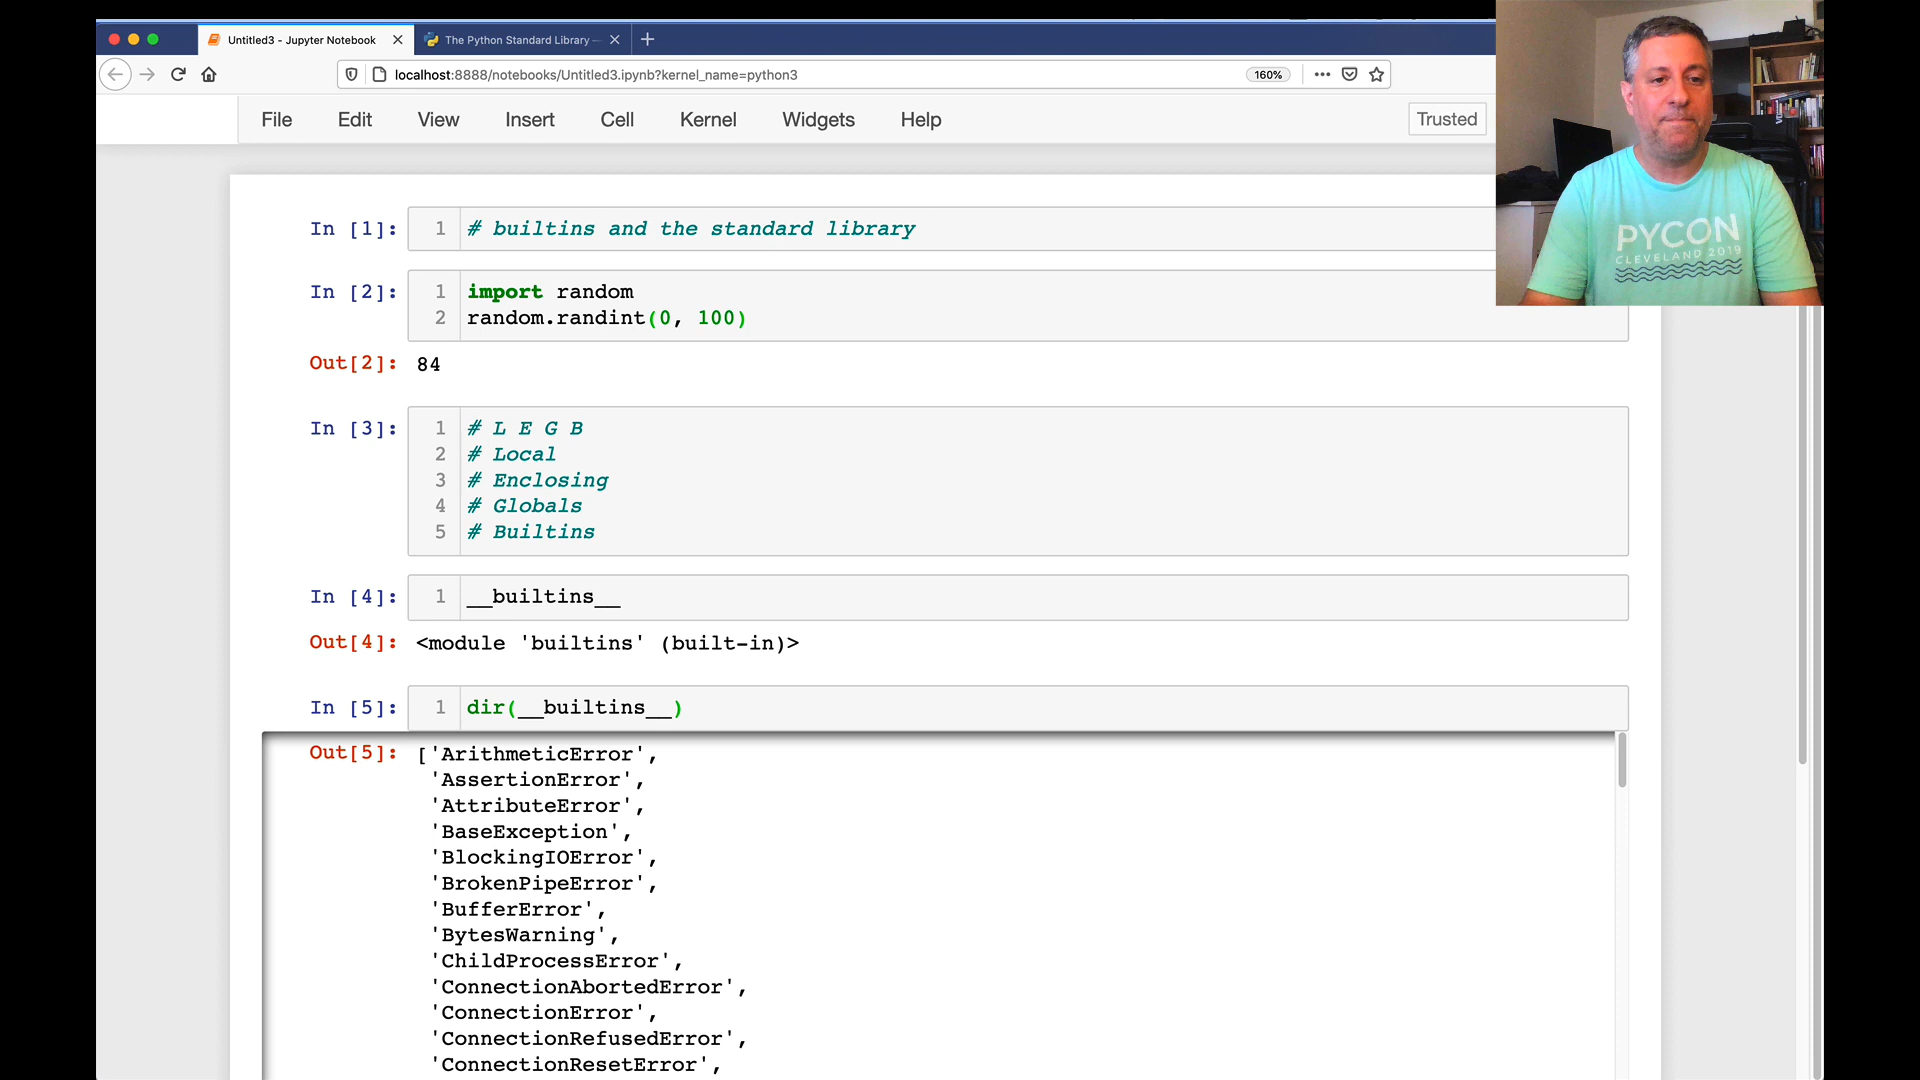 Untitled3 - Jupyter Notebook
The Python Standard Library —
localhost:8888/notebooks/Untitled3.ipynb?kernel_name=python3
160%
File Edit View Insert Cell Kernel Widgets Help
Trusted
PYCON
CLEVELAND 2019
In [1]: 1 # builtins and the standard library
In [2]: 1 import random
2 random.randint(0, 100)
Out[2]: 84
In [3]: 1 # L E G B
2 # Local
3 # Enclosing
4 # Globals
5 # Builtins
In [4]: 1 __builtins__
Out[4]: <module 'builtins' (built-in)>
In [5]: 1 dir(__builtins__)
Out[5]: ['ArithmeticError',
'AssertionError',
'AttributeError',
'BaseException',
'BlockingIOError',
'BrokenPipeError',
'BufferError',
'BytesWarning',
'ChildProcessError',
'ConnectionAbortedError',
'ConnectionError',
'ConnectionRefusedError',
'ConnectionResetError',